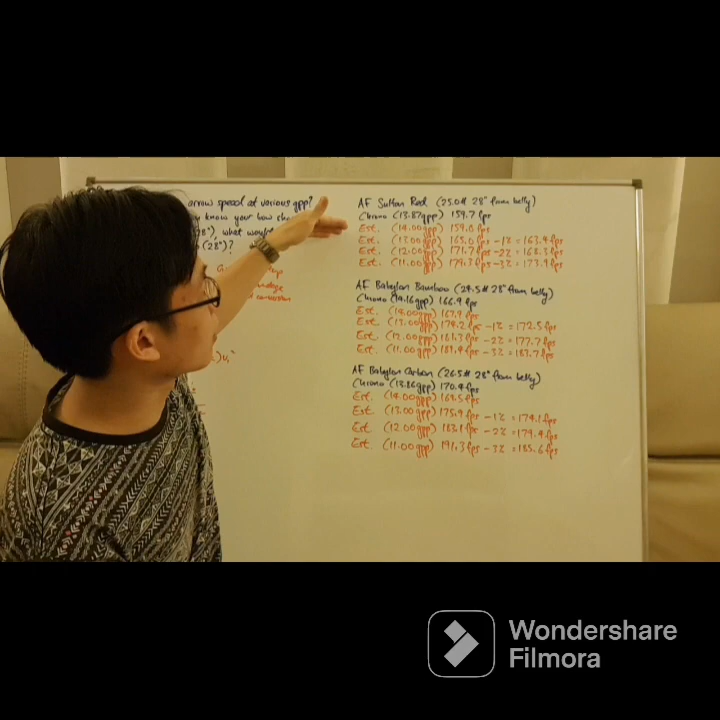 arrow speed at various gpp?
know your bow
28"), what would
(28")?
AF Sultan Red (25.0# 28" from belly)
Chrono (13.87gpp) 159.7 fps
Est. (14.00gpp) 159.0 fps
Est. (13.00gpp) 165.0 fps -1% = 163.4 fps
Est. (12.00gpp) 171.7 fps -2% = 168.3 fps
Est. (11.00gpp) 179.3 fps -3% = 173.9 fps
AF Babylon Bamboo (24.5# 28" from belly)
Chrono (14.16gpp) 166.9 fps
Est. (14.00gpp) 167.9 fps
Est. (13.00gpp) 174.2 fps -1% = 172.5 fps
Est. (12.00gpp) 181.3 fps -2% = 177.7 fps
Est. (11.00gpp) 189.4 fps -3% = 183.7 fps
AF Babylon Carbon (26.5# 28" from belly)
Chrono (13.86gpp) 170.4 fps
Est. (14.00gpp) 169.5 fps
Est. (13.00gpp) 175.9 fps -1% = 174.1 fps
Est. (12.00gpp) 183.1 fps -2% = 179.4 fps
Est. (11.00gpp) 191.3 fps -3% = 185.6 fps
Wondershare
Filmora